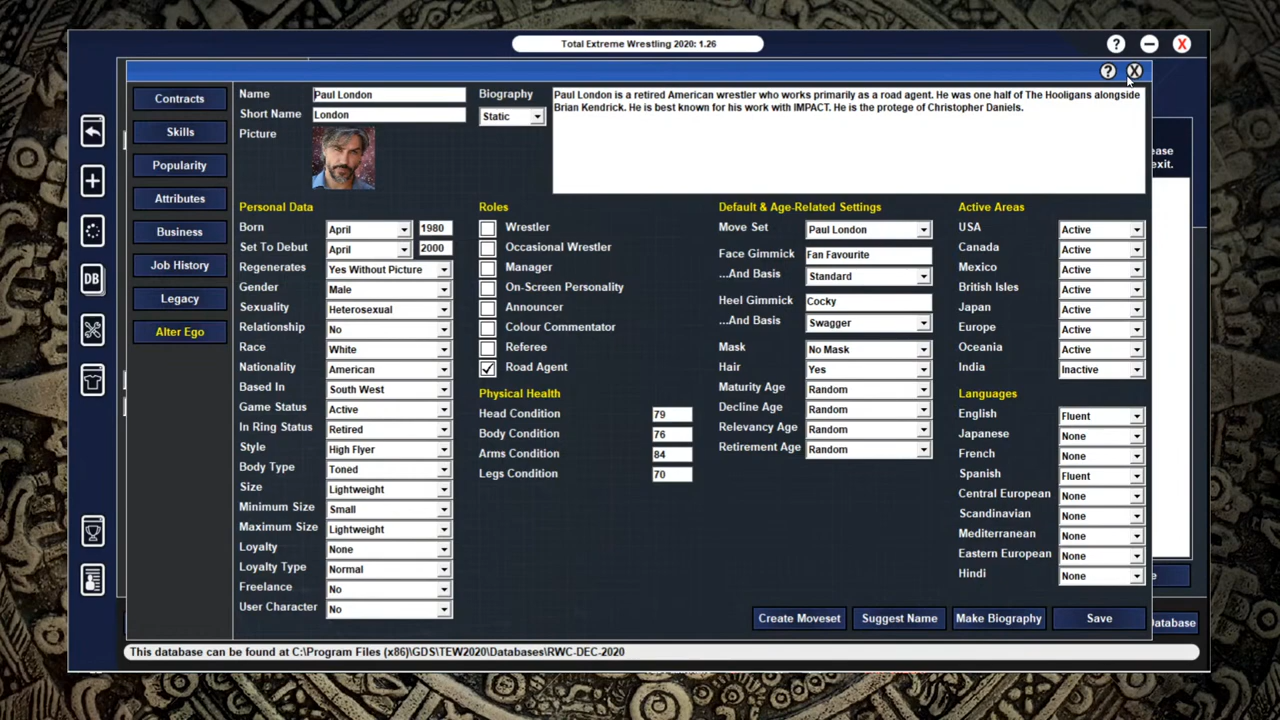 Total Extreme Wrestling 2020: 1.26
? X
? X
Contracts
Skills
Popularity
Attributes
Business
Job History
Legacy
Alter Ego
DB
Name Paul London
Short Name London
Picture
Biography
Static
Paul London is a retired American wrestler who works primarily as a road agent. He was one half of The Hooligans alongside
Brian Kendrick. He is best known for his work with IMPACT. He is the protege of Christopher Daniels.
ease
exit.
Personal Data
Born April 1980
Set To Debut April 2000
Regenerates Yes Without Picture
Gender Male
Sexuality Heterosexual
Relationship No
Race White
Nationality American
Based In South West
Game Status Active
In Ring Status Retired
Style High Flyer
Body Type Toned
Size Lightweight
Minimum Size Small
Maximum Size Lightweight
Loyalty None
Loyalty Type Normal
Freelance No
User Character No
Roles
Wrestler
Occasional Wrestler
Manager
On-Screen Personality
Announcer
Colour Commentator
Referee
Road Agent
Physical Health
Head Condition 79
Body Condition 76
Arms Condition 84
Legs Condition 70
Default & Age-Related Settings
Move Set Paul London
Face Gimmick Fan Favourite
...And Basis Standard
Heel Gimmick Cocky
...And Basis Swagger
Mask No Mask
Hair Yes
Maturity Age Random
Decline Age Random
Relevancy Age Random
Retirement Age Random
Active Areas
USA Active
Canada Active
Mexico Active
British Isles Active
Japan Active
Europe Active
Oceania Active
India Inactive
Languages
English Fluent
Japanese None
French None
Spanish Fluent
Central European None
Scandinavian None
Mediterranean None
Eastern European None
Hindi None
e
Create Moveset Suggest Name Make Biography Save
atabase
This database can be found at C:\Program Files (x86)\GDS\TEW2020\Databases\RWC-DEC-2020